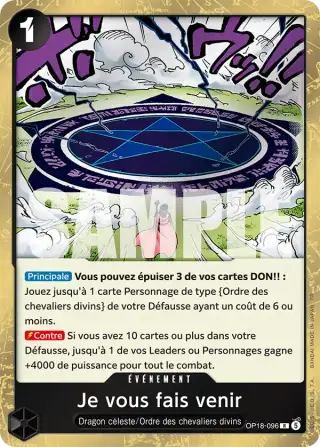 1
SAMPLE
Principale Vous pouvez épuiser 3 de vos cartes DON!! :
Jouez jusqu'à 1 carte Personnage de type {Ordre des
chevaliers divins} de votre Défausse ayant un coût de 6 ou
moins.
Contre Si vous avez 10 cartes ou plus dans votre
Défausse, jusqu'à 1 de vos Leaders ou Personnages gagne
+4000 de puissance pour tout le combat.
ÉVÉNEMENT
Je vous fais venir
Dragon céleste/Ordre des chevaliers divins OP18-096 R 5